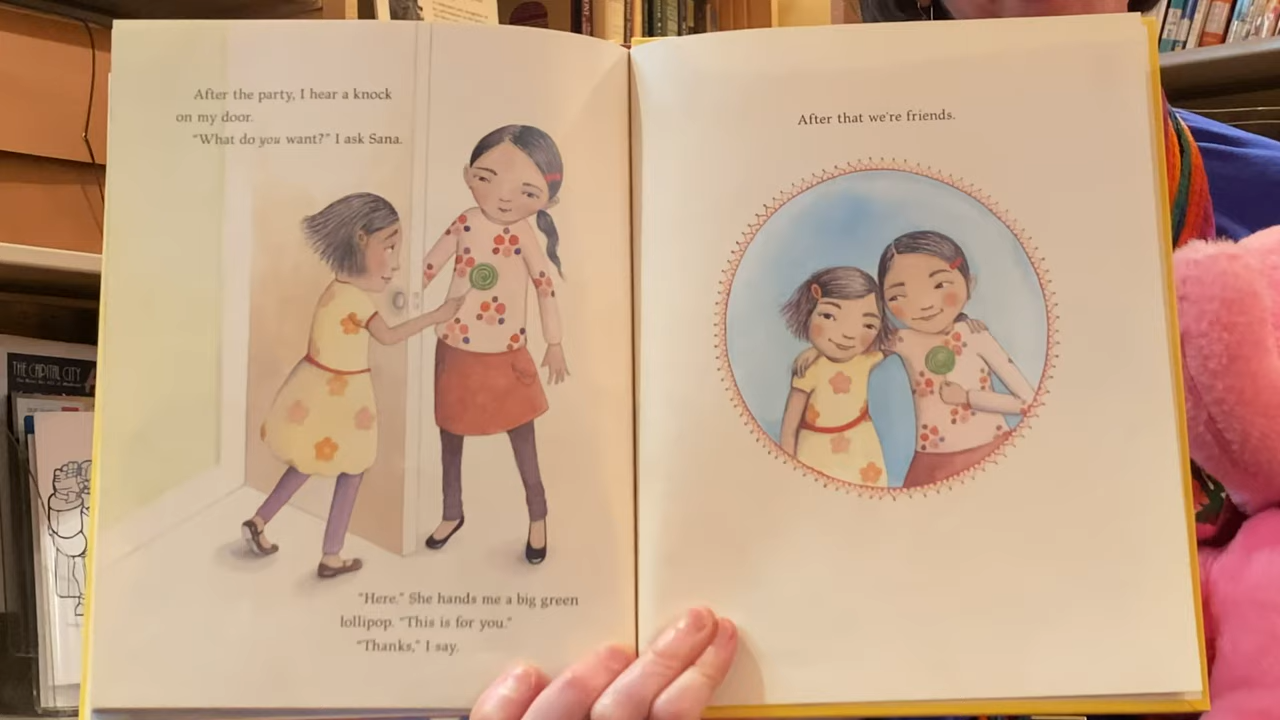 After the party, I hear a knock
on my door.
"What do you want?" I ask Sana.
"Here." She hands me a big green
lollipop. "This is for you."
"Thanks," I say.
After that we're friends.
THE CAPITAL CITY